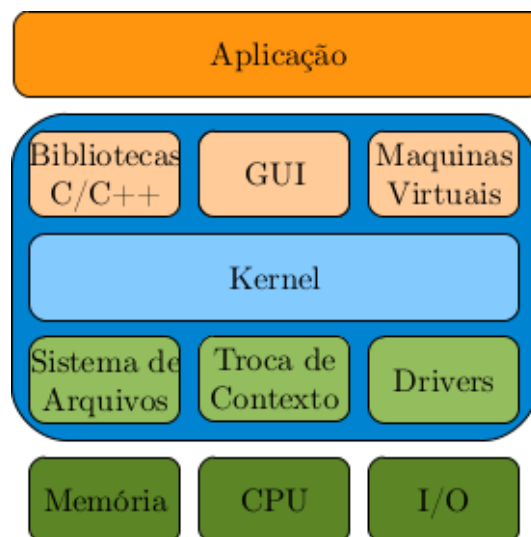 Aplicação
Bibliotecas
C/C++
GUI
Maquinas
Virtuais
Kernel
Sistema de
Arquivos
Troca de
Contexto
Drivers
Memória
CPU
I/O